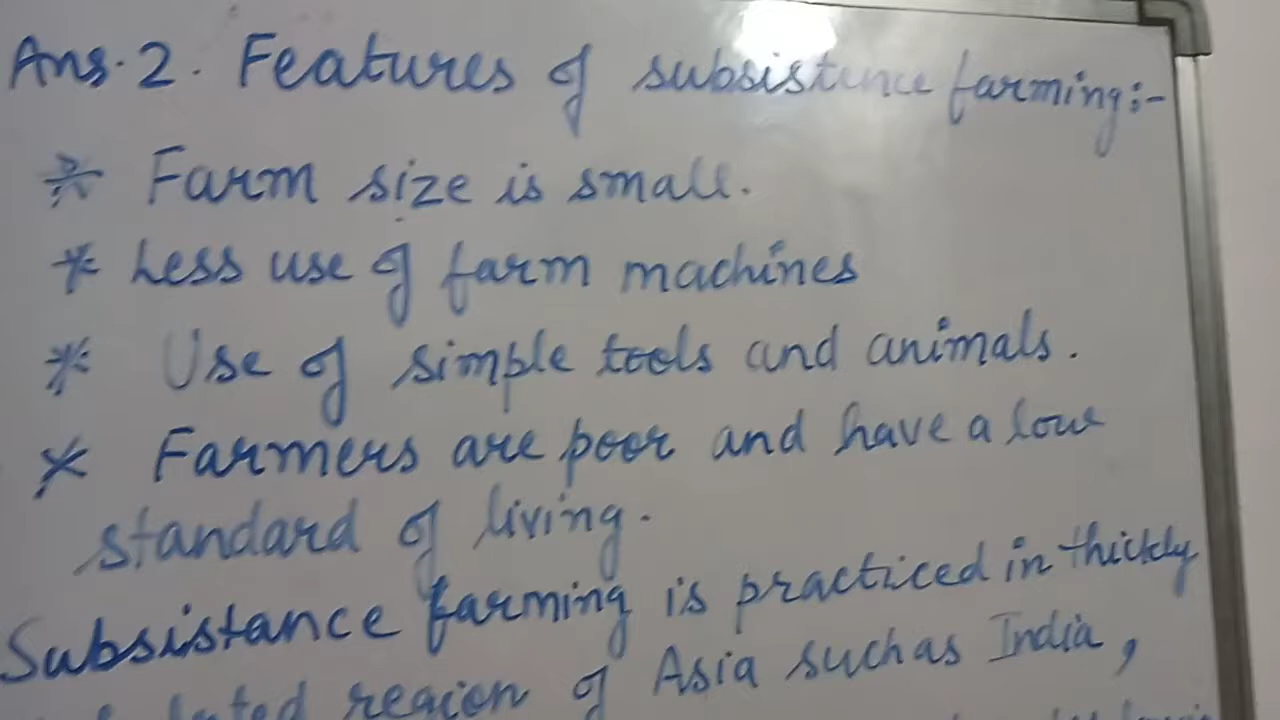 Ans. 2. Features of subsistence farming:-
* Farm size is small.
* Less use of farm machines
* Use of simple tools and animals.
* Farmers are poor and have a low
standard of living.
Subsistance farming is practiced in thickly
region of Asia such as India,